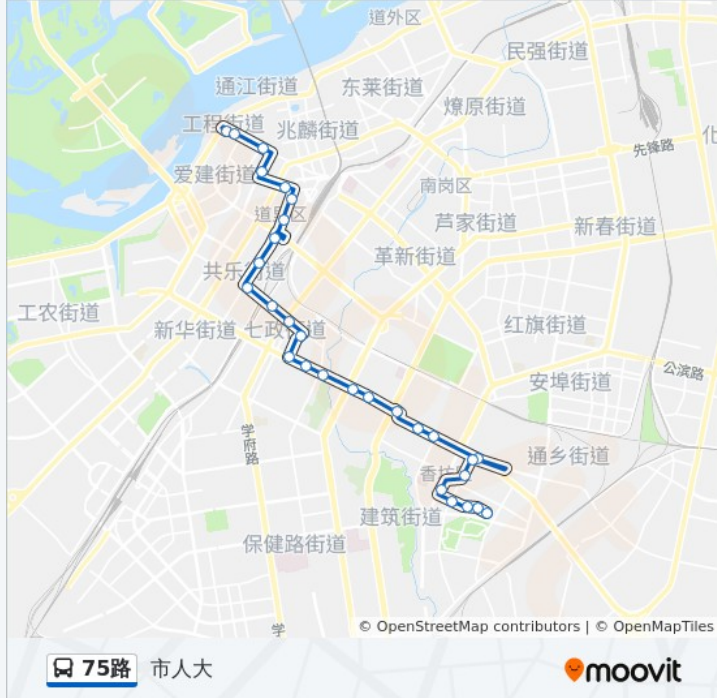 道外区
民强街道
通江街道
东莱街道
燎原街道
工程街道
兆麟街道
化
先锋路
爱建街道
南岗区
道里区
芦家街道
新春街道
革新街道
共乐街道
工农街道
新华街道
七政街道
红旗街道
公滨路
安埠街道
学府路
通乡街道
香坊区
建筑街道
保健路街道
学
© OpenStreetMap contributors | © OpenMapTiles
75路 市人大
moovit